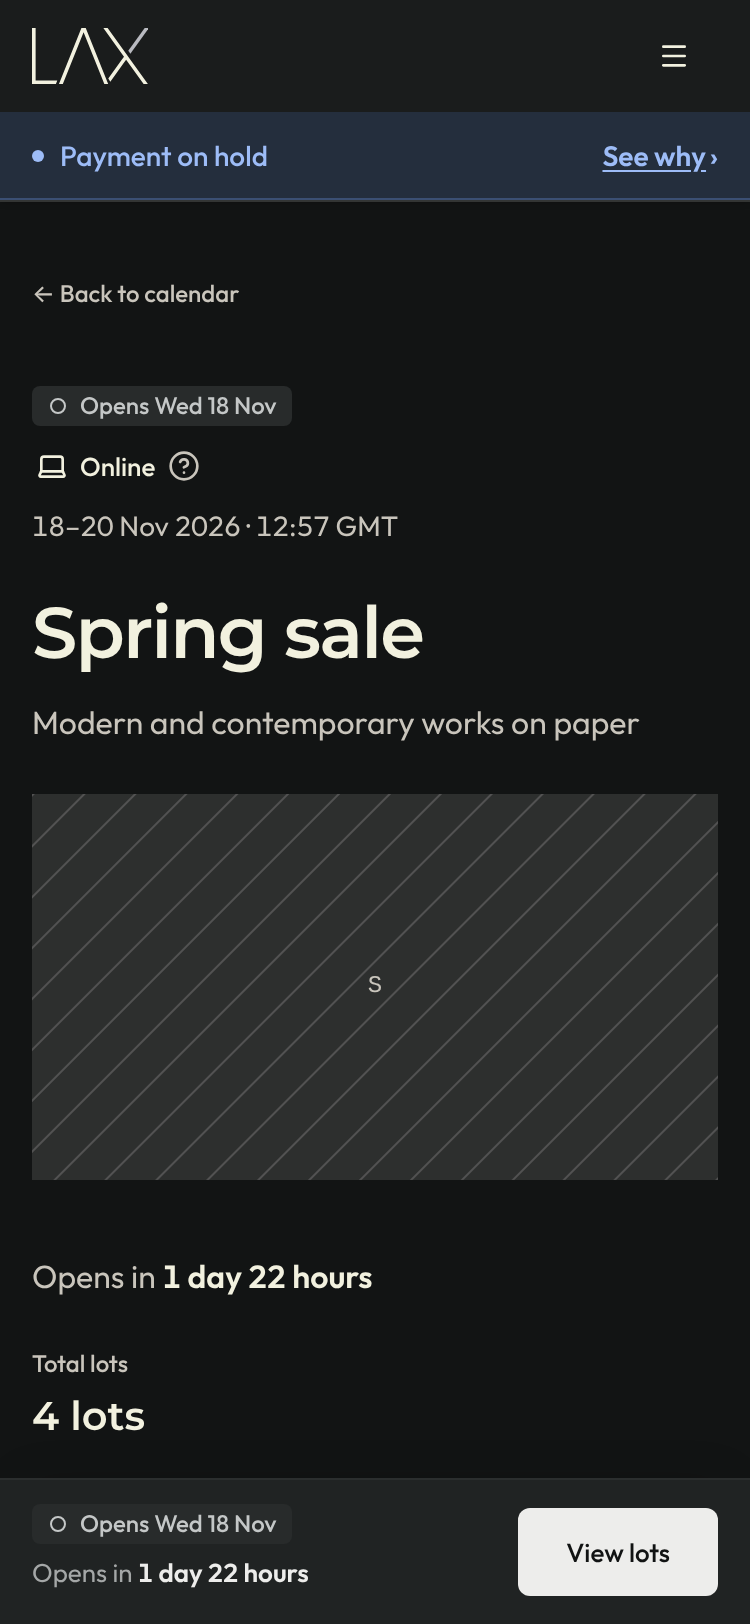 LAX
Payment on hold
See why ›
← Back to calendar
Opens Wed 18 Nov
Online
18–20 Nov 2026 · 12:57 GMT
Spring sale
Modern and contemporary works on paper
S
Opens in 1 day 22 hours
Total lots
4 lots
Opens Wed 18 Nov
Opens in 1 day 22 hours
View lots